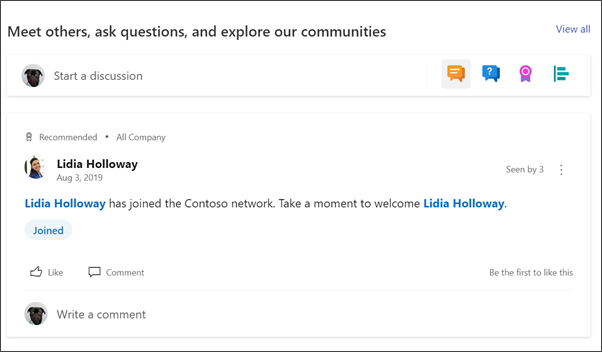 Meet others, ask questions, and explore our communities
View all
Start a discussion
?
Recommended • All Company
Lidia Holloway
Aug 3, 2019
Seen by 3
Lidia Holloway has joined the Contoso network. Take a moment to welcome Lidia Holloway.
Joined
Like
Comment
Be the first to like this
Write a comment